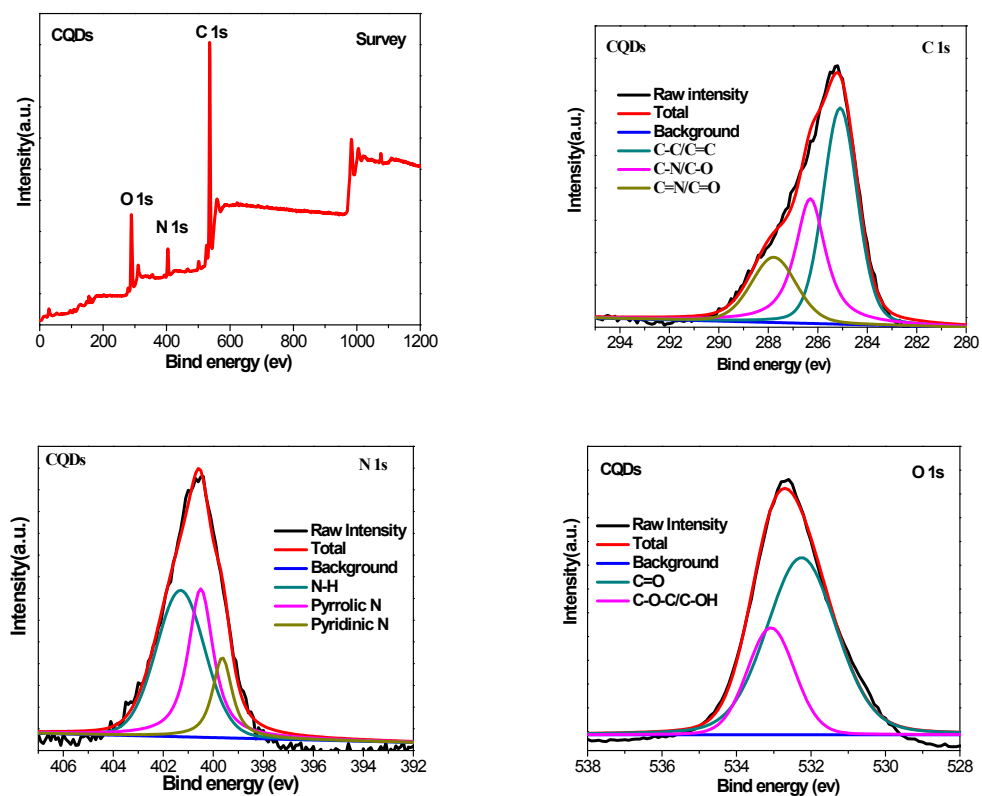 CQDs
C 1s
Survey
O 1s
N 1s
Intensity(a.u.)
0 200 400 600 800 1000 1200
Bind energy (ev)
CQDs
C 1s
Raw intensity
Total
Background
C-C/C=C
C-N/C-O
C=N/C=O
Intensity(a.u.)
294 292 290 288 286 284 282 280
Bind energy (ev)
CQDs
N 1s
Raw Intensity
Total
Background
N-H
Pyrrolic N
Pyridinic N
Intensity(a.u.)
406 404 402 400 398 396 394 392
Bind energy (ev)
CQDs
O 1s
Raw Intensity
Total
Background
C=O
C-O-C/C-OH
Intensity(a.u.)
538 536 534 532 530 528
Bind energy (ev)